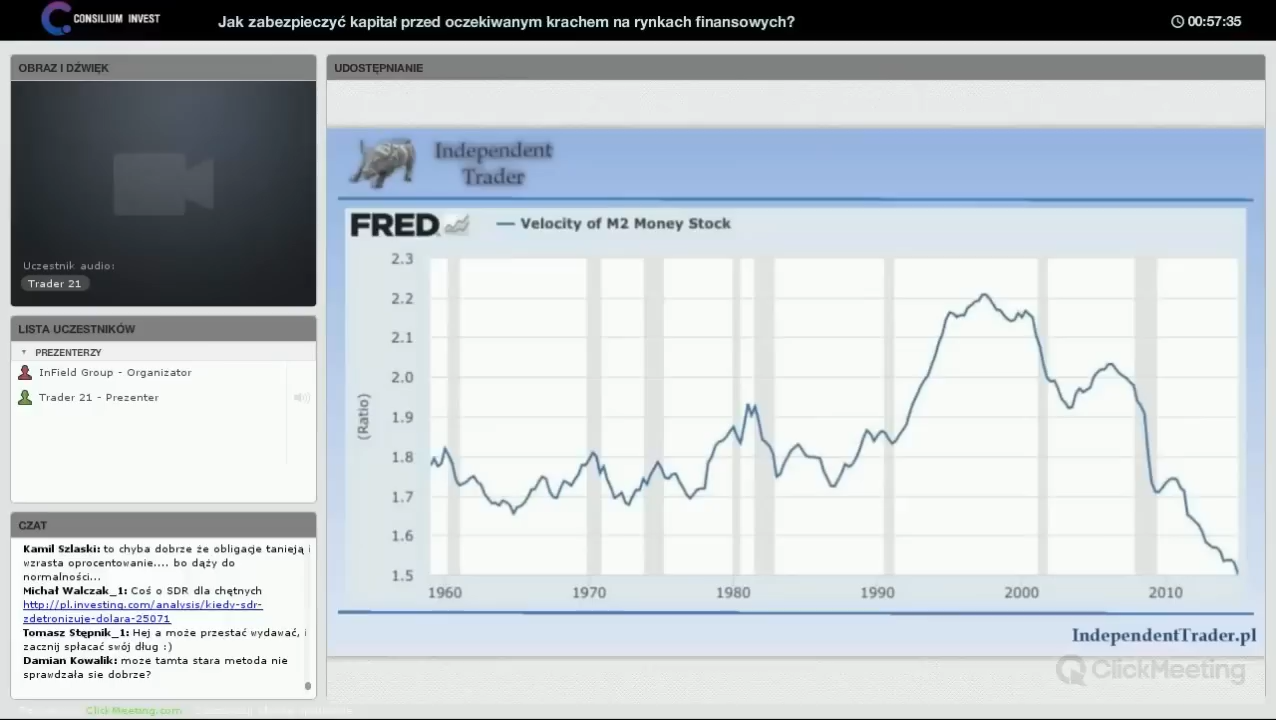 CONSILIUM INVEST
Jak zabezpieczyć kapitał przed oczekiwanym krachem na rynkach finansowych?
00:57:35
OBRAZ I DŹWIĘK
Uczestnik audio:
Trader 21
LISTA UCZESTNIKÓW
PREZENTERZY
InField Group - Organizator
Trader 21 - Prezenter
CZAT
Kamil Szlaski: to chyba dobrze że obligacje tanieją i
wzrasta oprocentowanie.... bo dąży do
normalności...
Michał Walczak_1: Coś o SDR dla chętnych
http://pl.investing.com/analysis/kiedy-sdr-
zdetronizuje-dolara-25071
Tomasz Stępnik_1: Hej a może przestać wydawać, i
zacznij spłacać swój dług :)
Damian Kowalik: moze tamta stara metoda nie
sprawdzała sie dobrze?
ClickMeeting.com
UDOSTĘPNIANIE
Independent
Trader
FRED
Velocity of M2 Money Stock
(Ratio)
2.3
2.2
2.1
2.0
1.9
1.8
1.7
1.6
1.5
1960 1970 1980 1990 2000 2010
IndependentTrader.pl
ClickMeeting